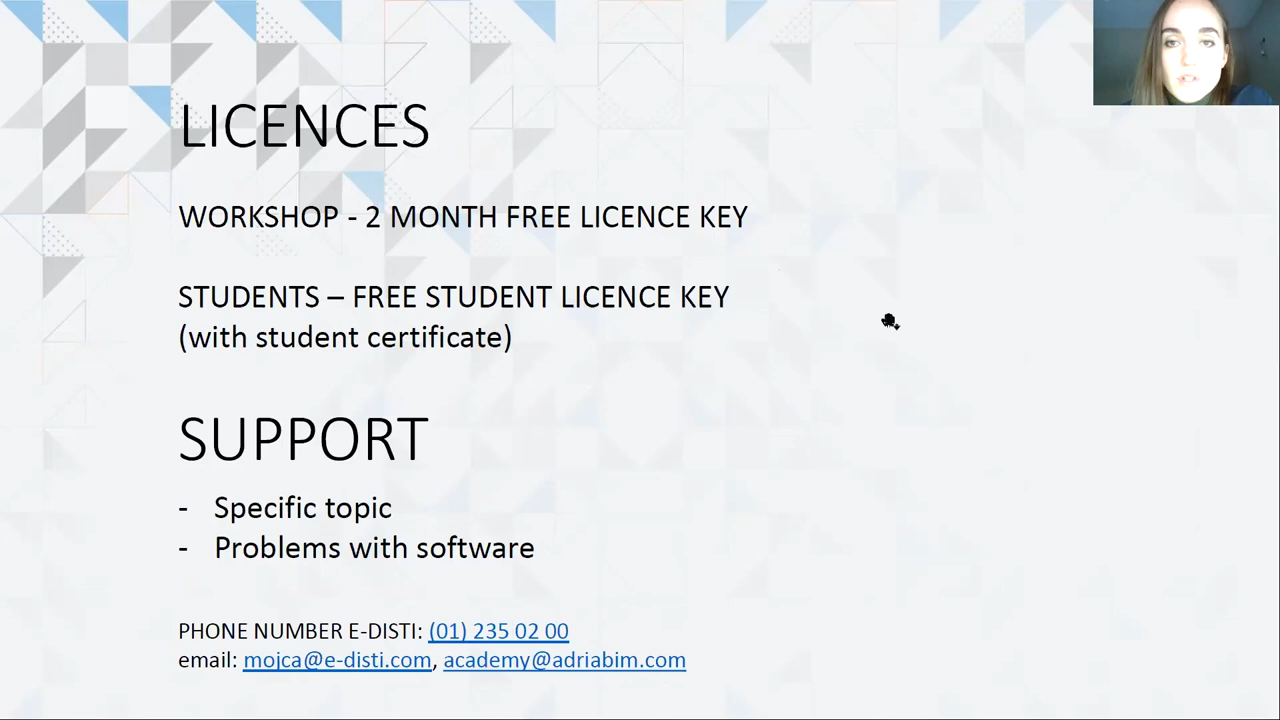 LICENCES
WORKSHOP - 2 MONTH FREE LICENCE KEY
STUDENTS – FREE STUDENT LICENCE KEY
(with student certificate)
SUPPORT
- Specific topic
- Problems with software
PHONE NUMBER E-DISTI: (01) 235 02 00
email: mojca@e-disti.com, academy@adriabim.com